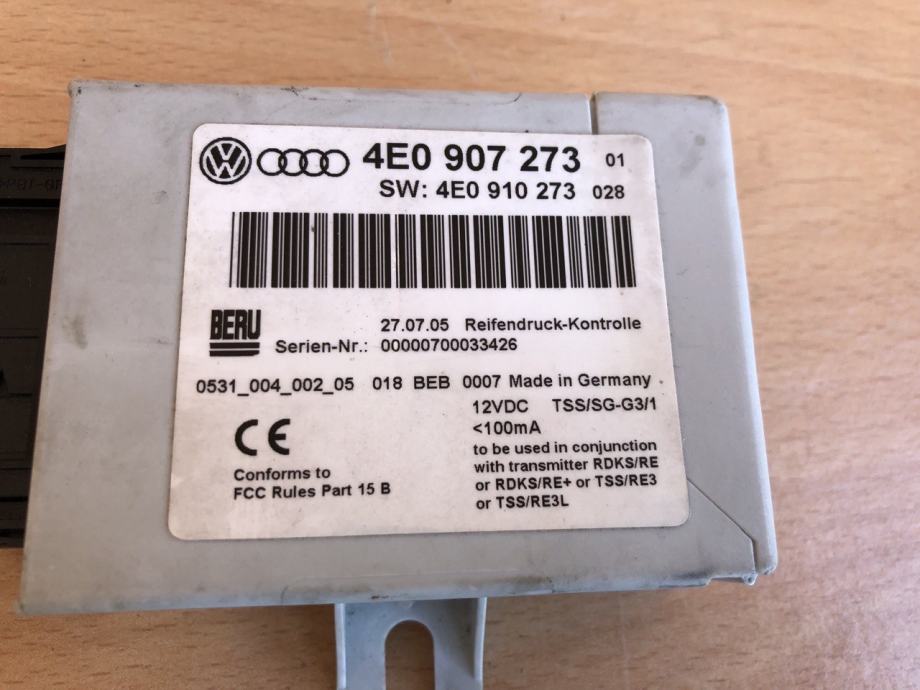 4E0 907 273 01
SW: 4E0 910 273 028
BERU
27.07.05 Reifendruck-Kontrolle
Serien-Nr.: 00000700033426
0531_004_002_05 018 BEB 0007 Made in Germany
12VDC TSS/SG-G3/1
<100mA
CE
Conforms to
FCC Rules Part 15 B
to be used in conjunction
with transmitter RDKS/RE
or RDKS/RE+ or TSS/RE3
or TSS/RE3L